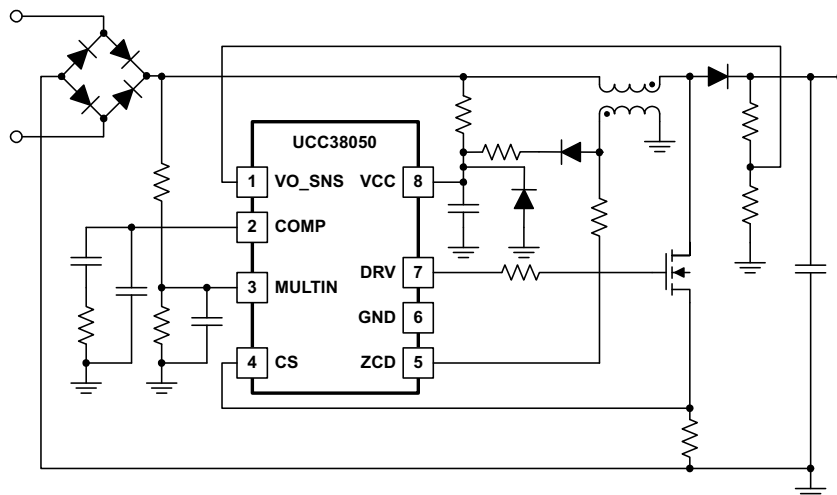 UCC38050
1 VO_SNS VCC 8
2 COMP
DRV 7
3 MULTIN
GND 6
4 CS ZCD 5